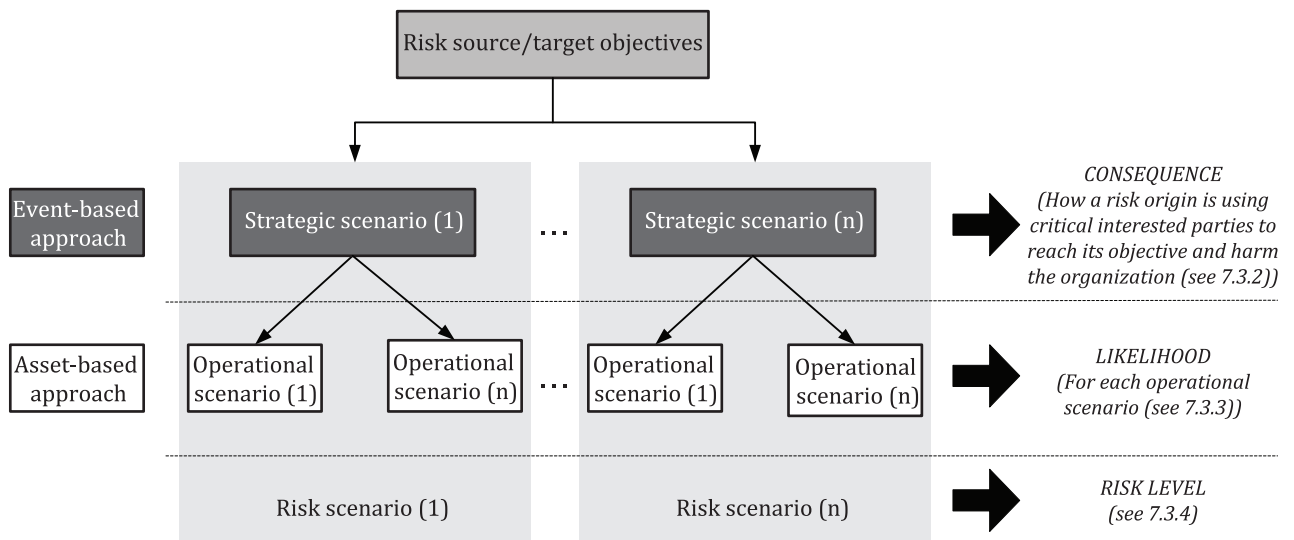 Risk source/target objectives
Event-based
approach
Strategic scenario (1)
...
Strategic scenario (n)
CONSEQUENCE
(How a risk origin is using
critical interested parties to
reach its objective and harm
the organization (see 7.3.2))
Asset-based
approach
Operational
scenario (1)
Operational
scenario (n)
...
Operational
scenario (1)
Operational
scenario (n)
LIKELIHOOD
(For each operational
scenario (see 7.3.3))
Risk scenario (1)
Risk scenario (n)
RISK LEVEL
(see 7.3.4)